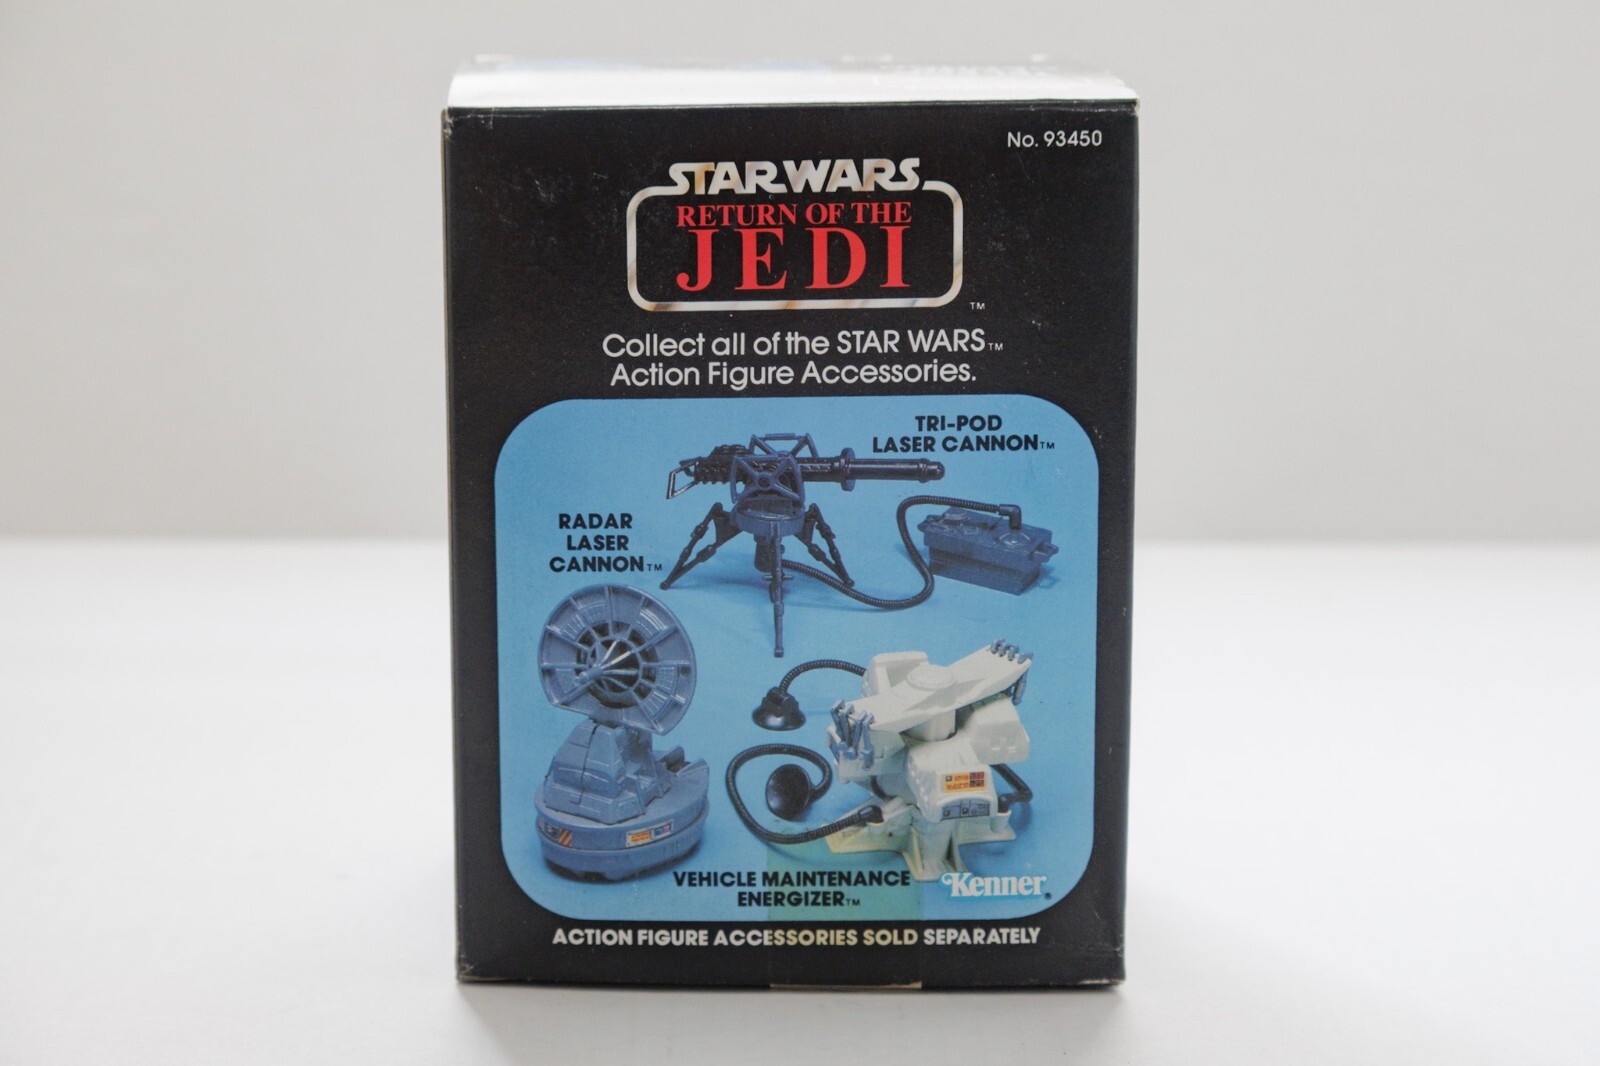 No. 93450
STAR WARS
RETURN OF THE
JEDI
TM
Collect all of the STAR WARS TM
Action Figure Accessories.
TRI-POD
LASER CANNON TM
RADAR
LASER
CANNON TM
VEHICLE MAINTENANCE
ENERGIZER TM
Kenner®
ACTION FIGURE ACCESSORIES SOLD SEPARATELY